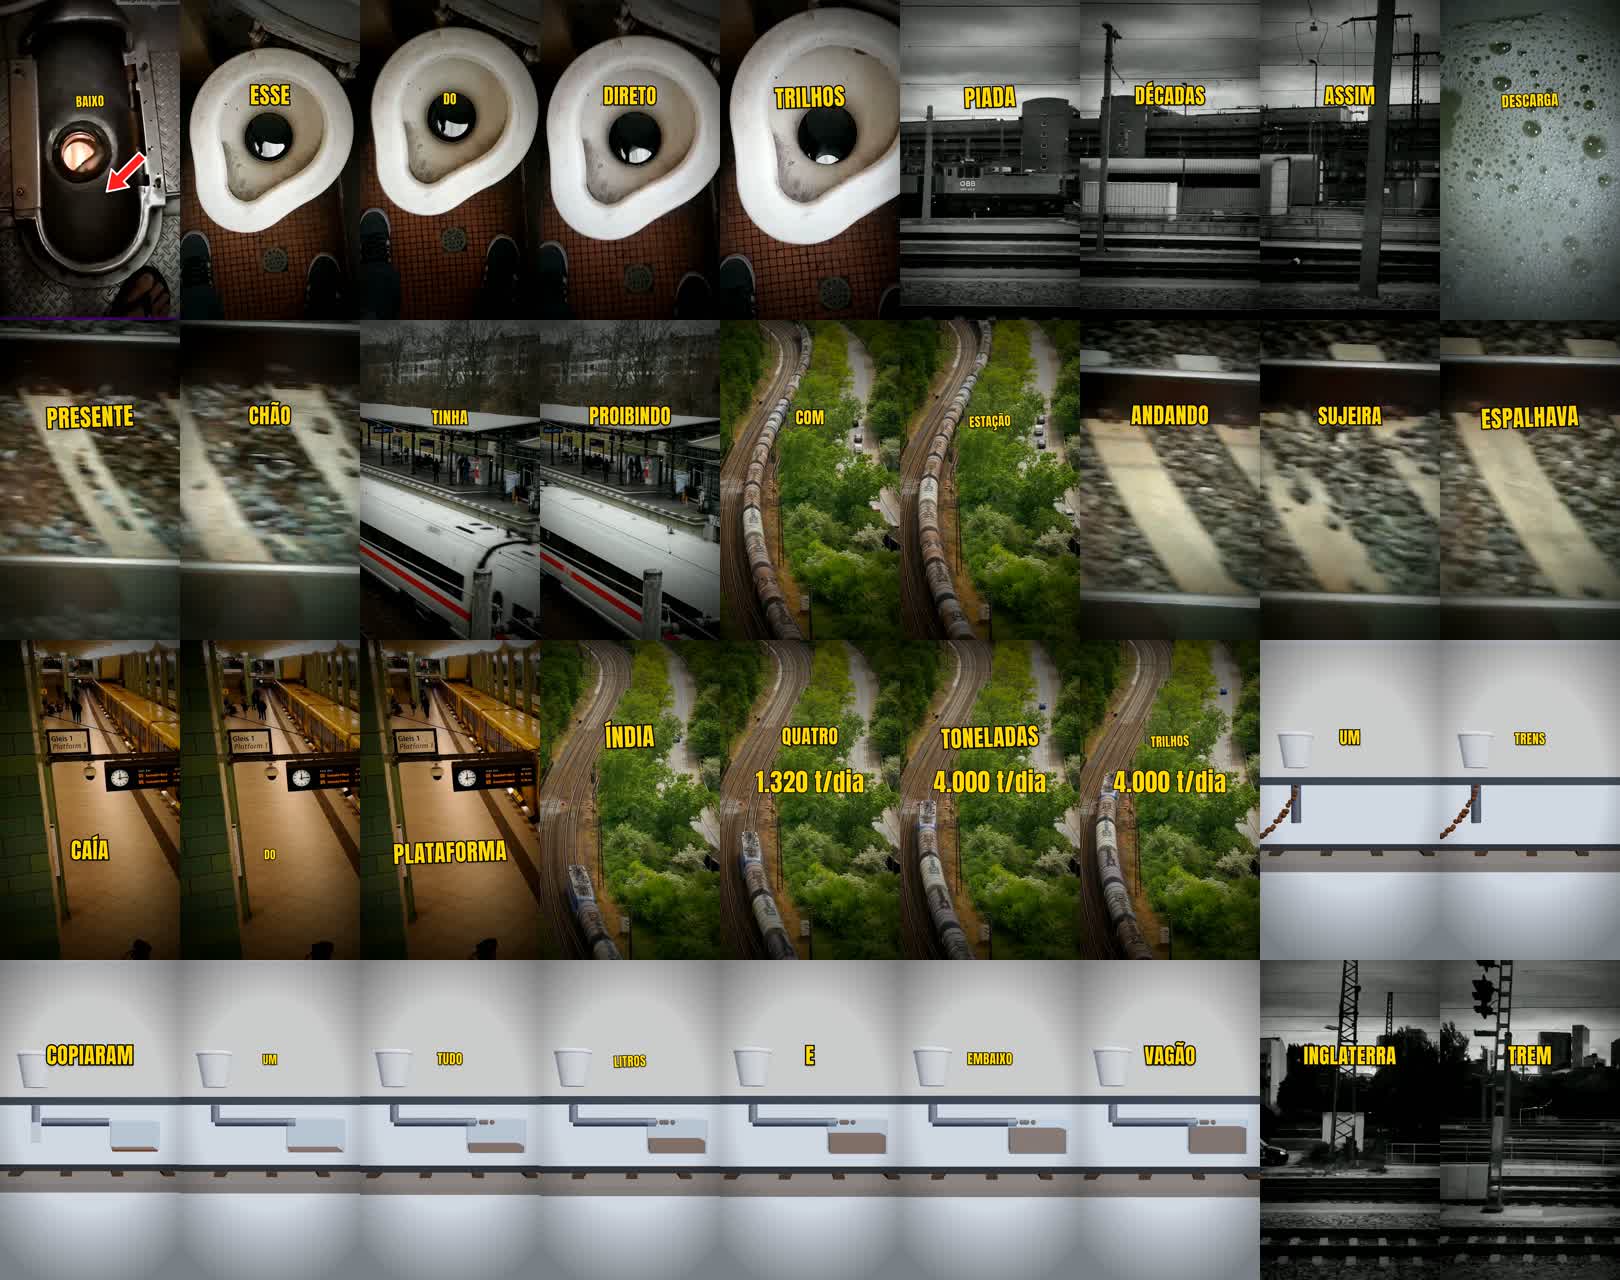 BAIXO
ESSE
DO
DIRETO
TRILHOS
PIADA
ÖBB
DÉCADAS
ASSIM
DESCARGA
PRESENTE
CHÃO
TINHA
PROIBINDO
COM
ESTAÇÃO
ANDANDO
SUJEIRA
ESPALHAVA
Gleis 1
Platform 1
CAÍA
Gleis 1
Platform 1
DO
Gleis 1
Platform 1
PLATAFORMA
ÍNDIA
QUATRO
1.320 t/dia
TONELADAS
4.000 t/dia
TRILHOS
4.000 t/dia
UM
TRENS
COPIARAM
UM
TUDO
LITROS
E
EMBAIXO
VAGÃO
INGLATERRA
TREM